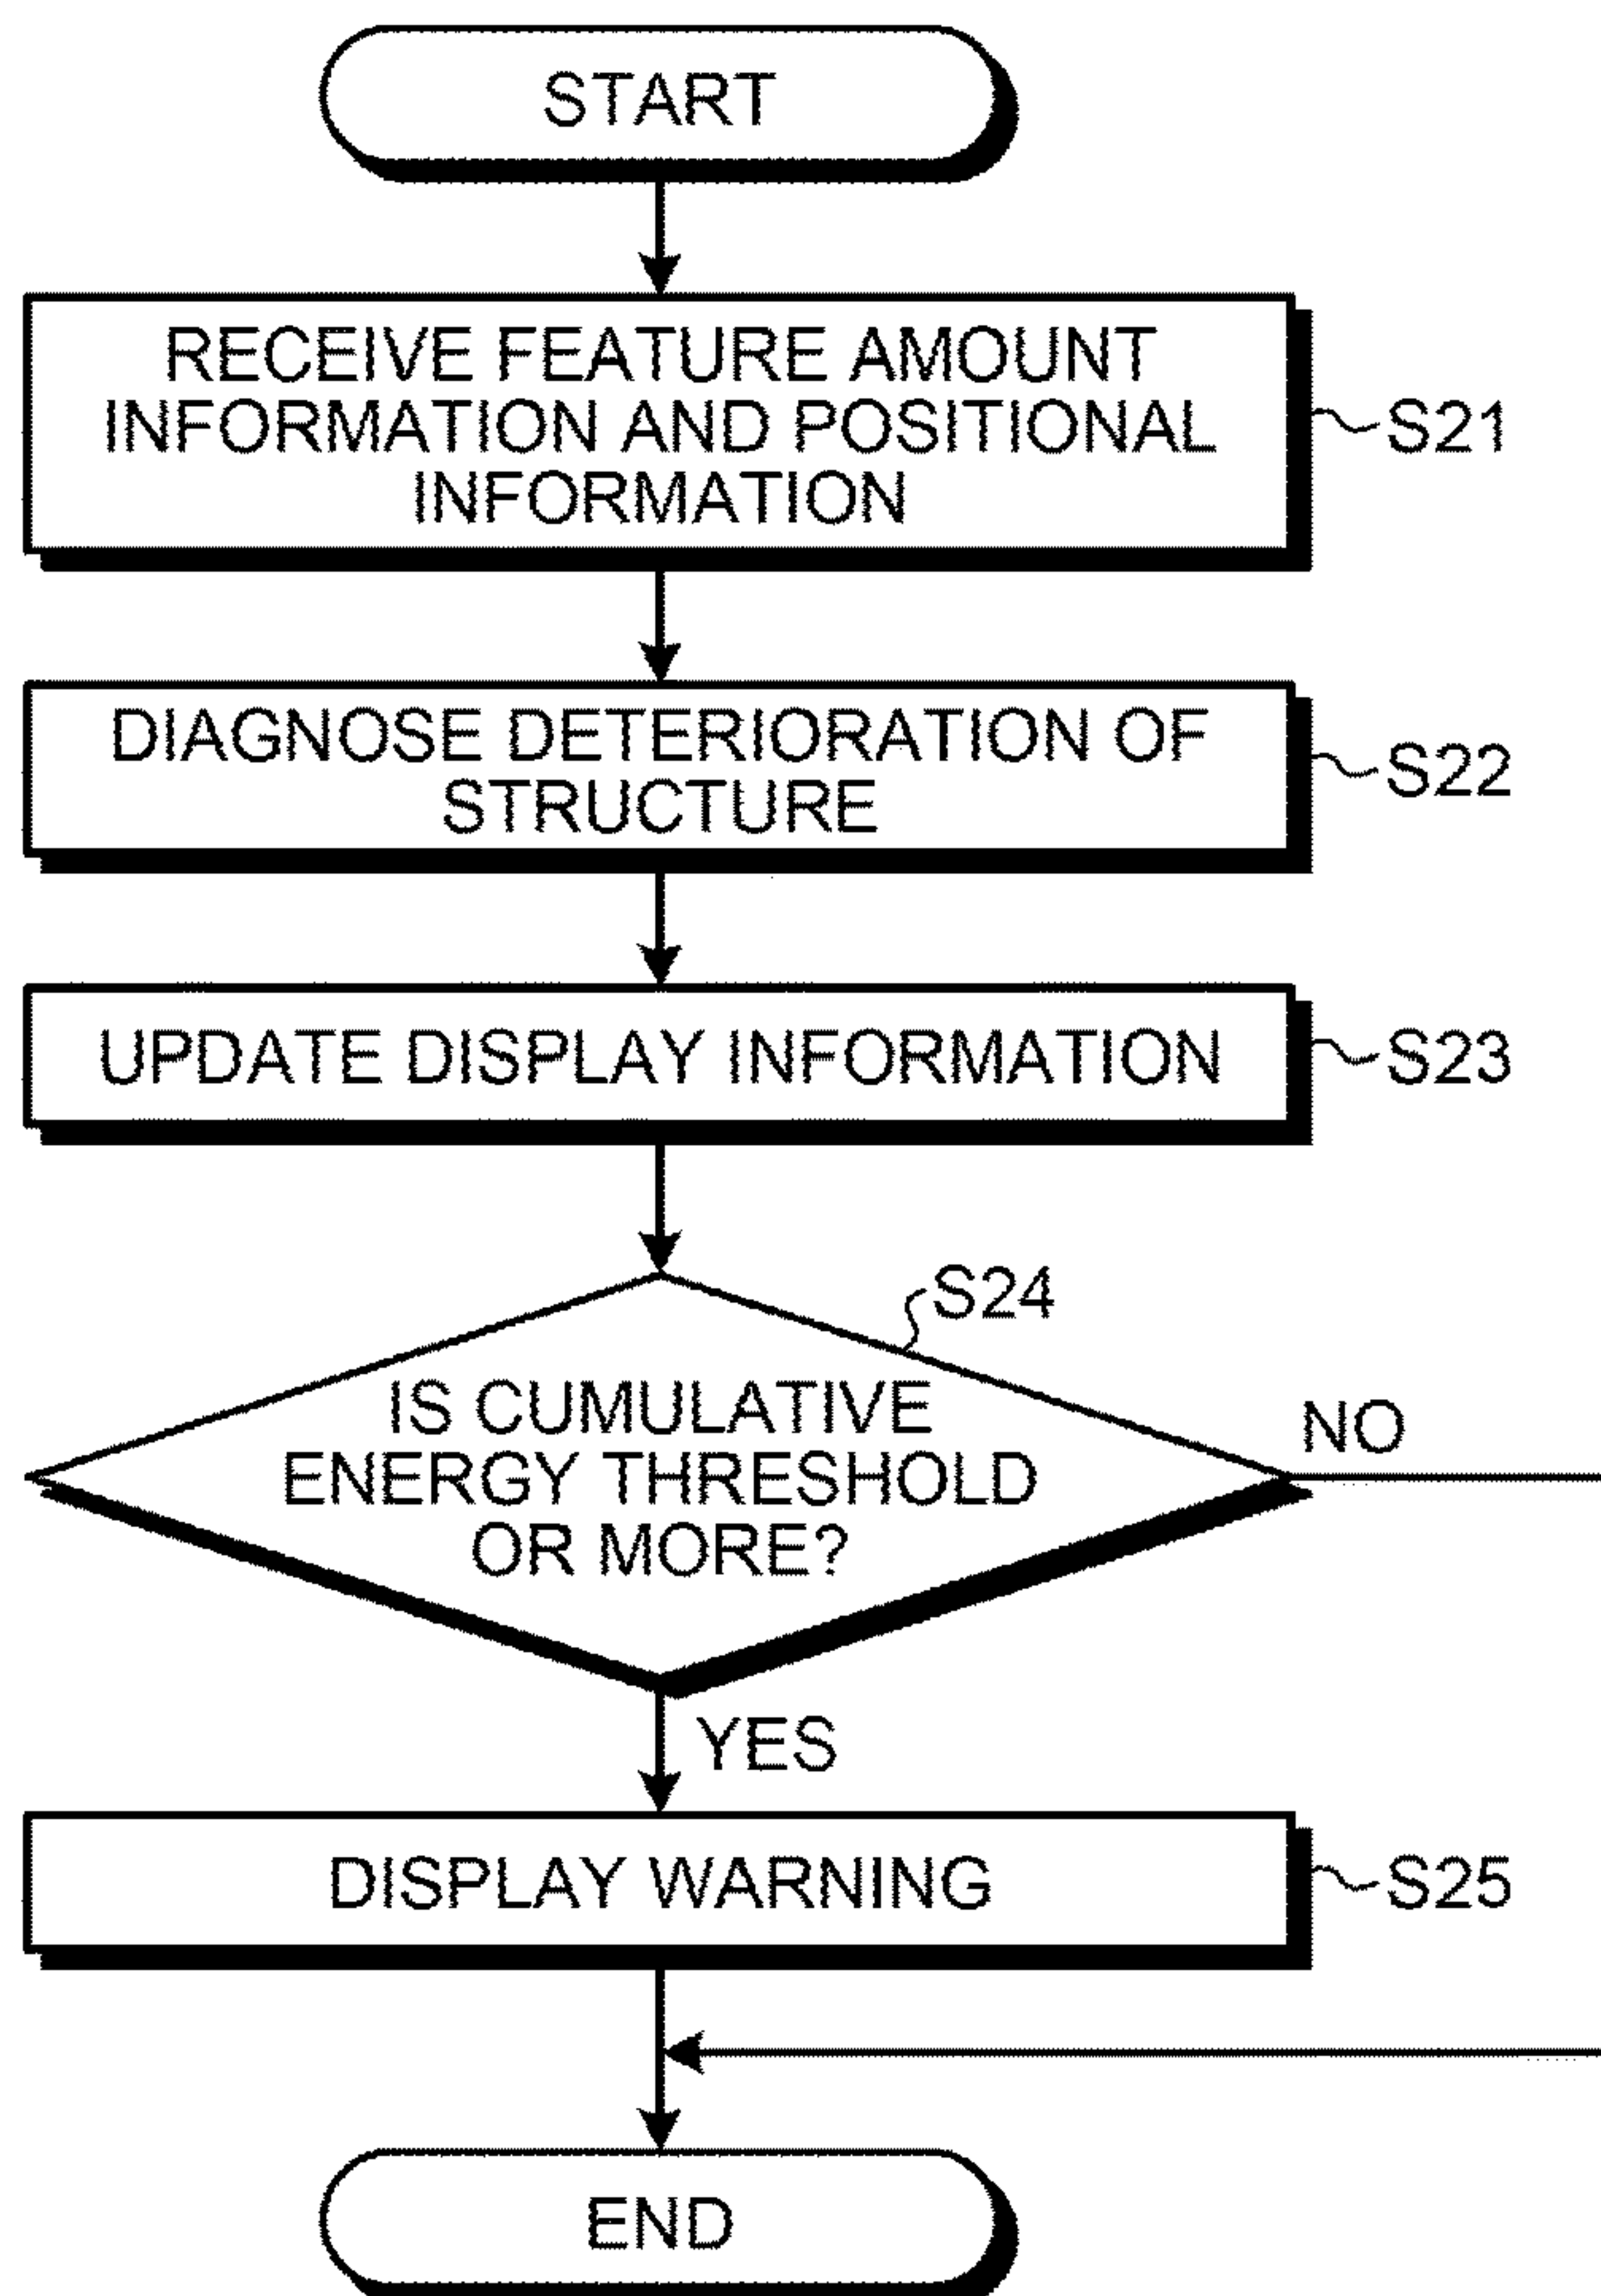 START
RECEIVE FEATURE AMOUNT
INFORMATION AND POSITIONAL
INFORMATION
S21
DIAGNOSE DETERIORATION OF
STRUCTURE
S22
UPDATE DISPLAY INFORMATION
S23
S24
IS CUMULATIVE
ENERGY THRESHOLD
OR MORE?
NO
YES
DISPLAY WARNING
S25
END